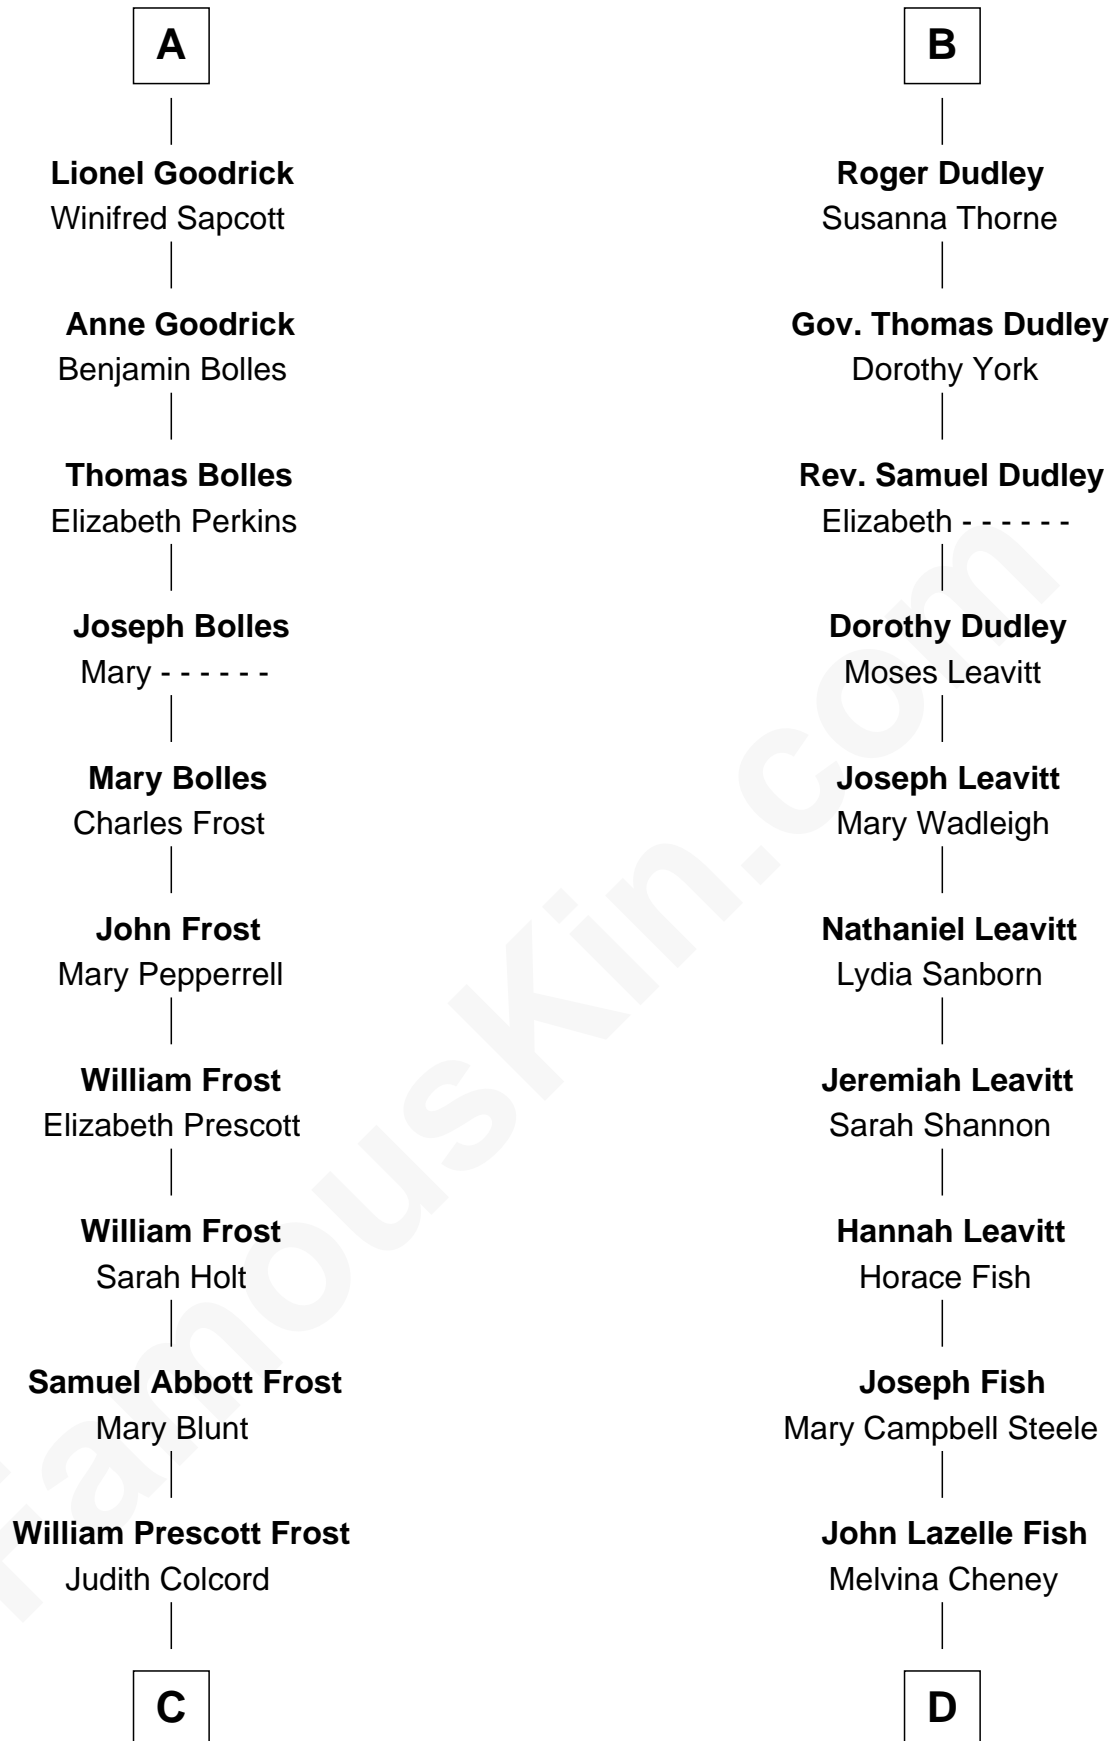 A
Lionel Goodrick
Winifred Sapcott
Anne Goodrick
Benjamin Bolles
Thomas Bolles
Elizabeth Perkins
Joseph Bolles
Mary - - - - - -
Mary Bolles
Charles Frost
John Frost
Mary Pepperrell
William Frost
Elizabeth Prescott
William Frost
Sarah Holt
Samuel Abbott Frost
Mary Blunt
William Prescott Frost
Judith Colcord
C
B
Roger Dudley
Susanna Thorne
Gov. Thomas Dudley
Dorothy York
Rev. Samuel Dudley
Elizabeth - - - - - -
Dorothy Dudley
Moses Leavitt
Joseph Leavitt
Mary Wadleigh
Nathaniel Leavitt
Lydia Sanborn
Jeremiah Leavitt
Sarah Shannon
Hannah Leavitt
Horace Fish
Joseph Fish
Mary Campbell Steele
John Lazelle Fish
Melvina Cheney
D
FamousKin.com